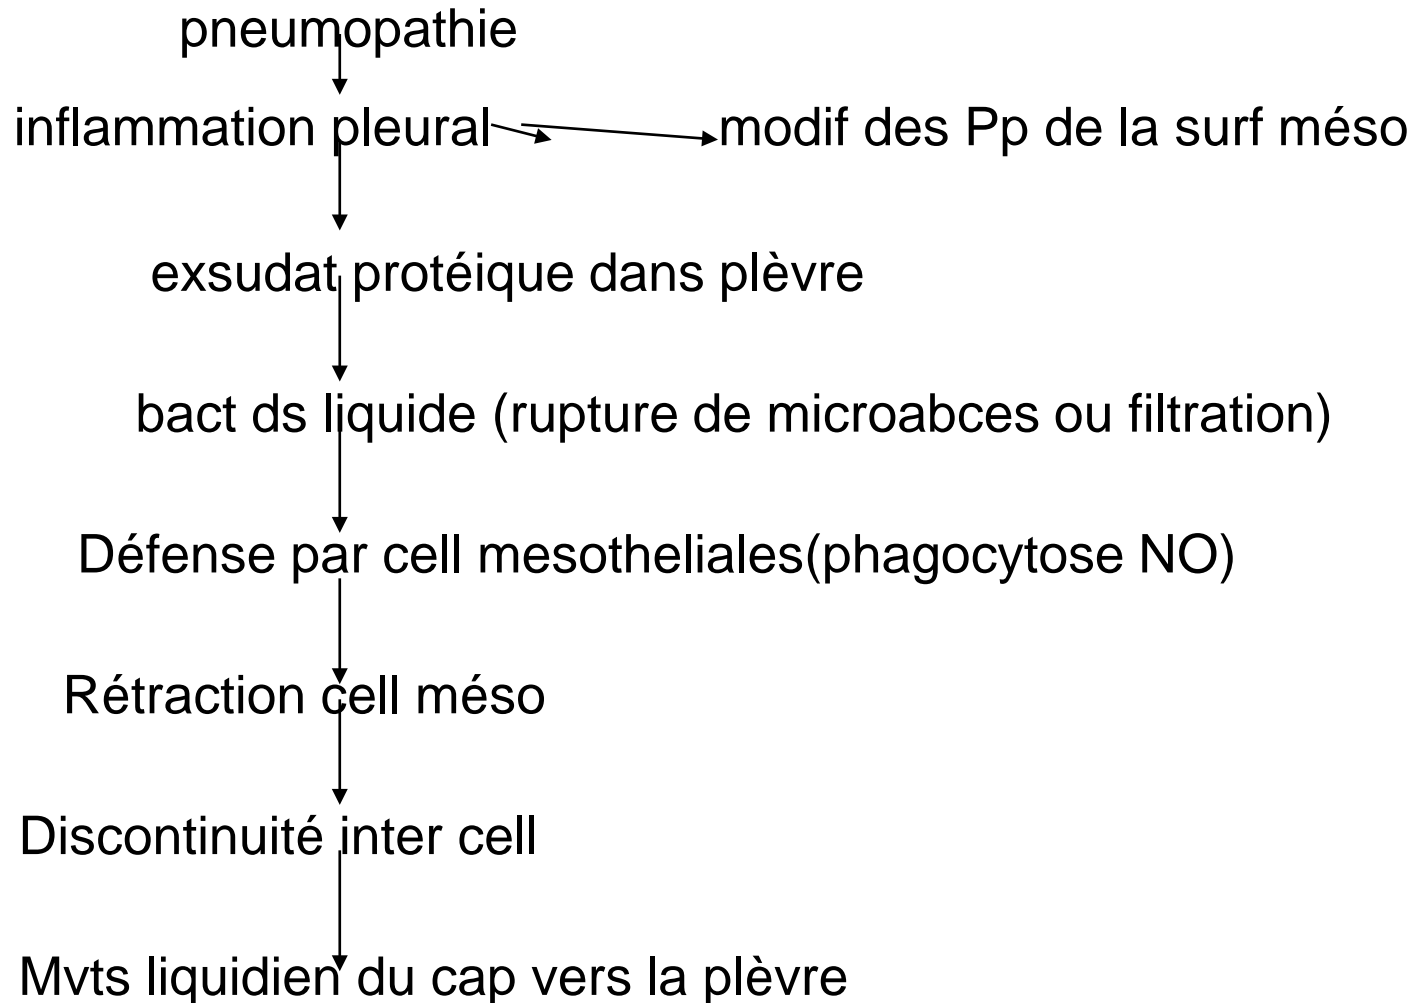 pneumopathie
inflammation pleural modif des Pp de la surf méso
exsudat protéique dans plèvre
bact ds liquide (rupture de microabces ou filtration)
Défense par cell mesotheliales(phagocytose NO)
Rétraction cell méso
Discontinuité inter cell
Mvts liquidien du cap vers la plèvre